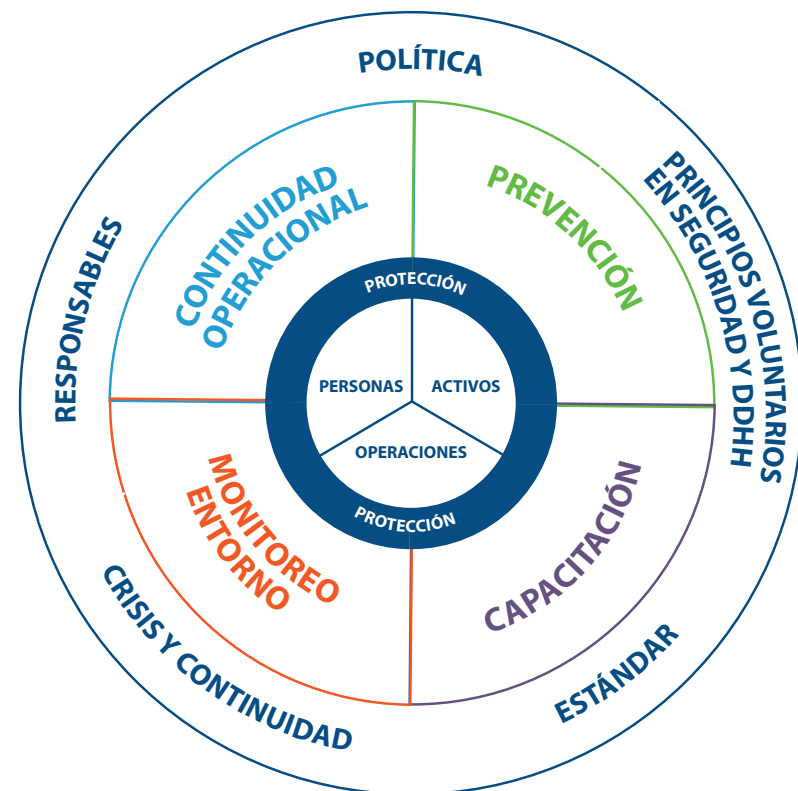 POLÍTICA
PRINCIPIOS VOLUNTARIOS
EN SEGURIDAD Y DDHH
ESTÁNDAR
CRISIS Y CONTINUIDAD
RESPONSABLES
CONTINUIDAD
OPERACIONAL
PREVENCIÓN
CAPACITACIÓN
MONITOREO
ENTORNO
PROTECCIÓN
PERSONAS
ACTIVOS
OPERACIONES
PROTECCIÓN